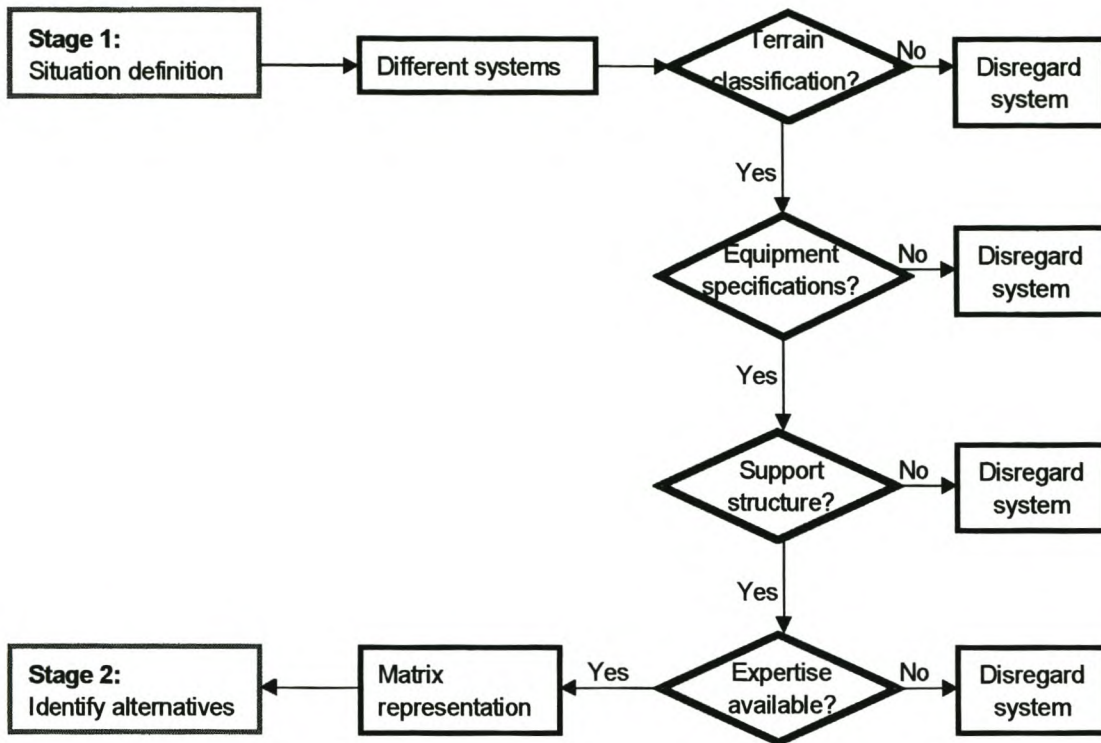 Stage 1:
Situation definition
Different systems
Terrain
classification?
No
Disregard
system
Yes
Equipment
specifications?
No
Disregard
system
Yes
Support
structure?
No
Disregard
system
Yes
Expertise
available?
No
Disregard
system
Yes
Matrix
representation
Stage 2:
Identify alternatives